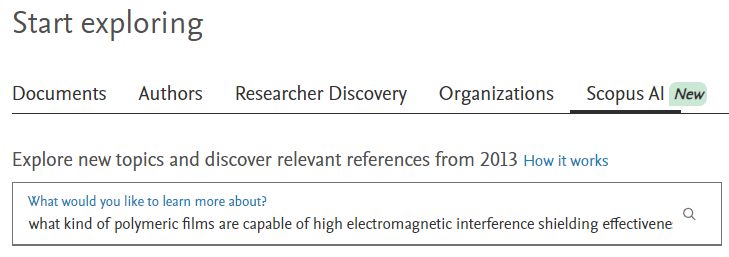 Start exploring
Documents Authors Researcher Discovery Organizations Scopus AI New
Explore new topics and discover relevant references from 2013 How it works
What would you like to learn more about?
what kind of polymeric films are capable of high electromagnetic interference shielding effectivene